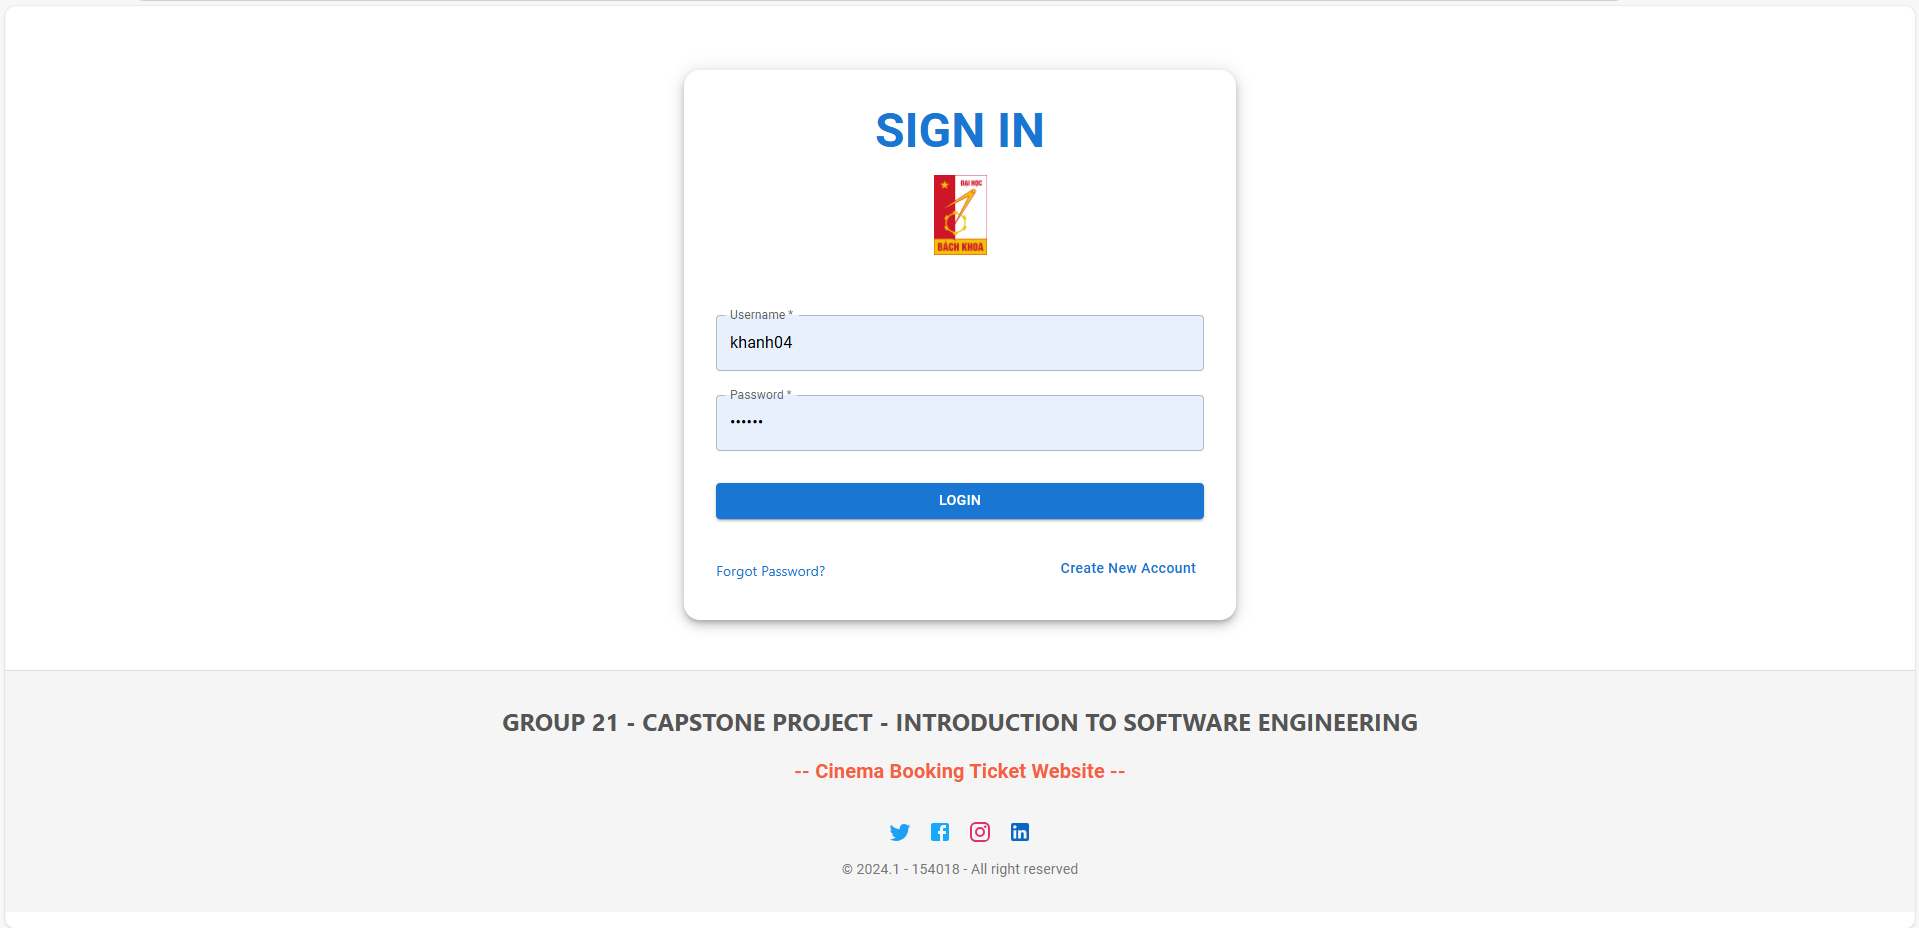 SIGN IN
ĐẠI HỌC
BÁCH KHOA
Username *
khanh04
Password *
••••••
LOGIN
Forgot Password?
Create New Account
GROUP 21 - CAPSTONE PROJECT - INTRODUCTION TO SOFTWARE ENGINEERING
-- Cinema Booking Ticket Website --
© 2024.1 - 154018 - All right reserved